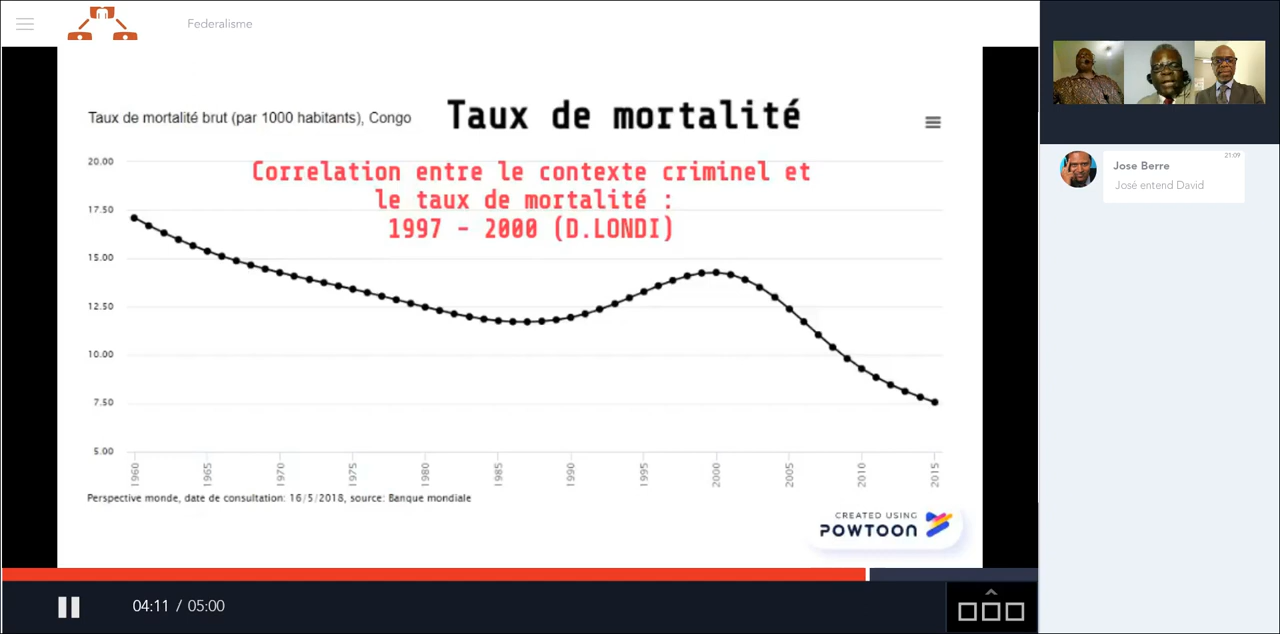 Federalisme
Taux de mortalité brut (par 1000 habitants), Congo
Taux de mortalité
Correlation entre le contexte criminel et
le taux de mortalité :
1997 - 2000 (D.LONDI)
20.00
17.50
15.00
12.50
10.00
7.50
5.00
1960
1965
1970
1975
1980
1985
1990
1995
2000
2005
2010
2015
Perspective monde, date de consultation: 16/5/2018, source: Banque mondiale
CREATED USING
POWTOON
04:11 / 05:00
Jose Berre
21:09
José entend David